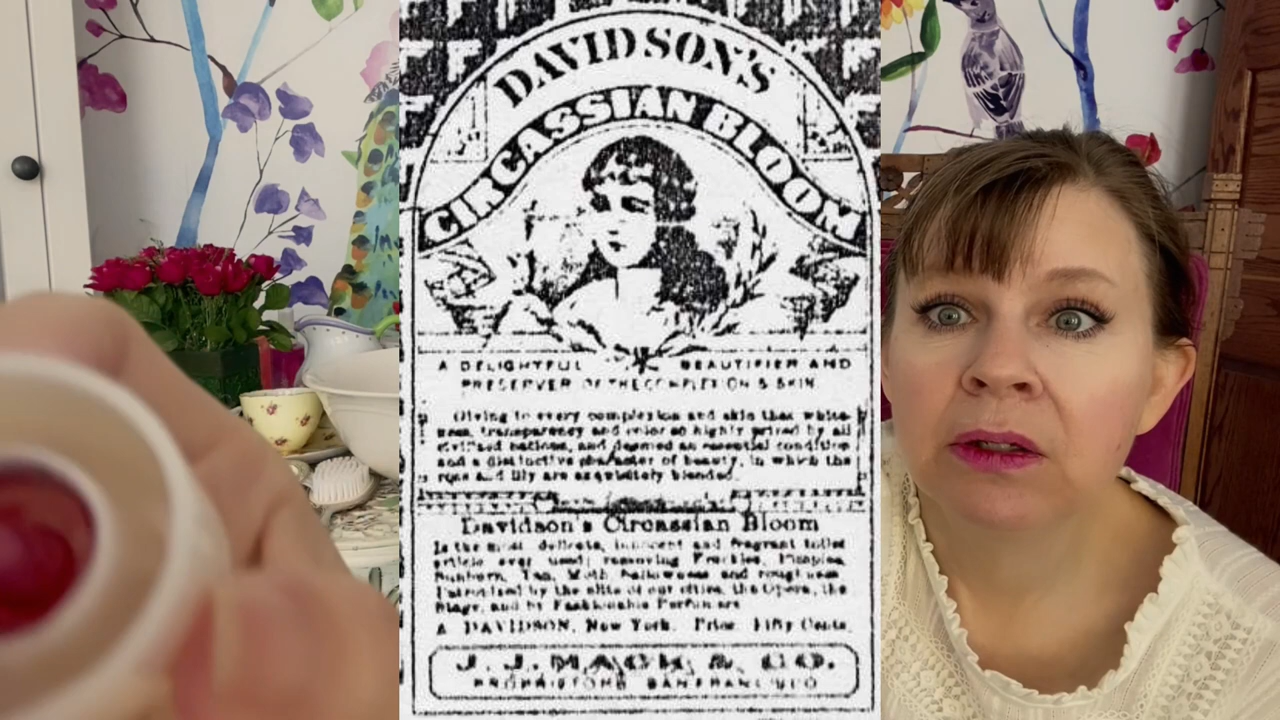 DAVIDSON'S
CIRCASSIAN BLOOM
A DELIGHTFUL BEAUTIFIER AND
PRESERVER OF THE COMPLEXION & SKIN
Giving to every complexion and skin that white-
ness, transparency and color so highly prized by all
civilized nations, and deemed an essential condition
and a distinctive character of beauty, in which the
rose and lily are exquisitely blended.
Davidson's Circassian Bloom
Is the most delicate, innocent and fragrant toilet
article ever used; removing Freckles, Pimples,
Sunburn, Tan, Moth, Sallowness and roughness
Patronized by the elite of our cities, the Opera, the
Stage, and by Fashionable Perfumers
A DAVIDSON, New York. Price Fifty Cents
J. J. MACK & CO.
PROPRIETORS SAN FRANCISCO